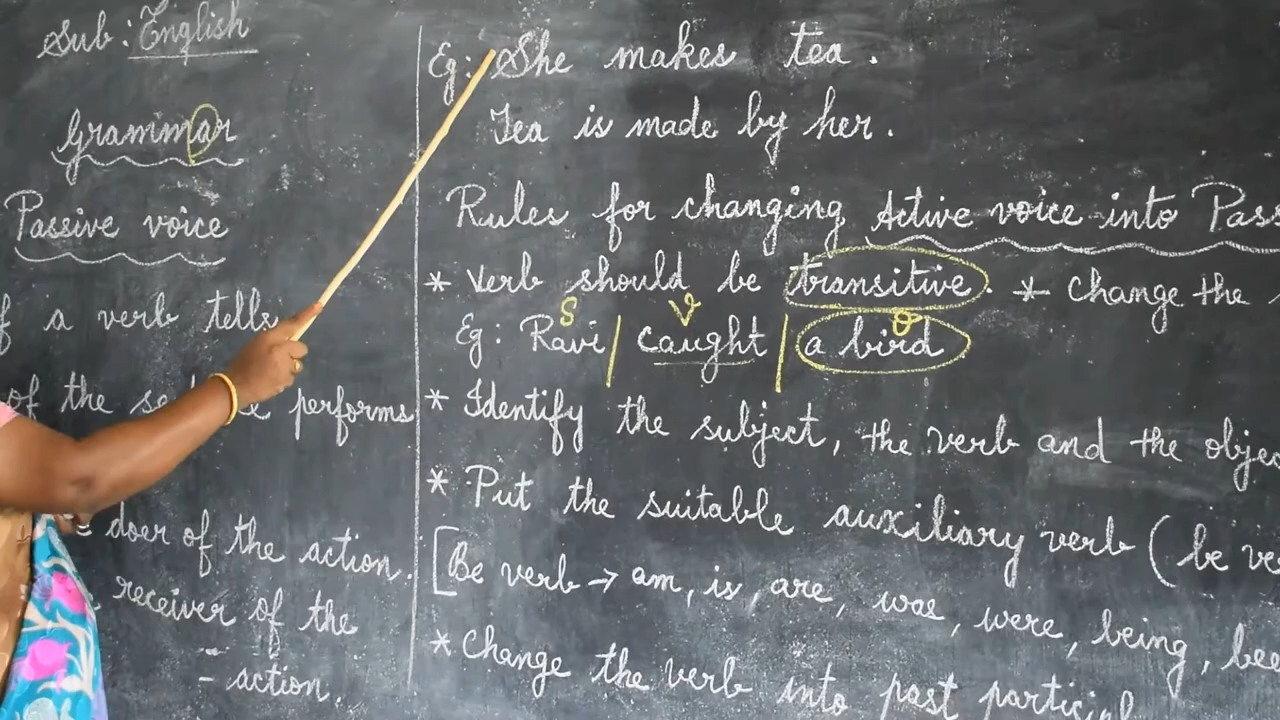 Sub: English
Grammar
Passive voice
f a verb tells
of the se performs
doer of the action.
receiver of the
- action.
Eg: She makes tea.
Tea is made by her.
Rules for changing Active voice into Pass
* Verb should be transitive. * Change the
S V O
Eg: Ravi | caught | a bird
* Identify the subject, the verb and the objec
* Put the suitable auxiliary verb (be ve
[Be verb → am, is, are, was, were, being, bee
* Change the verb into past participl